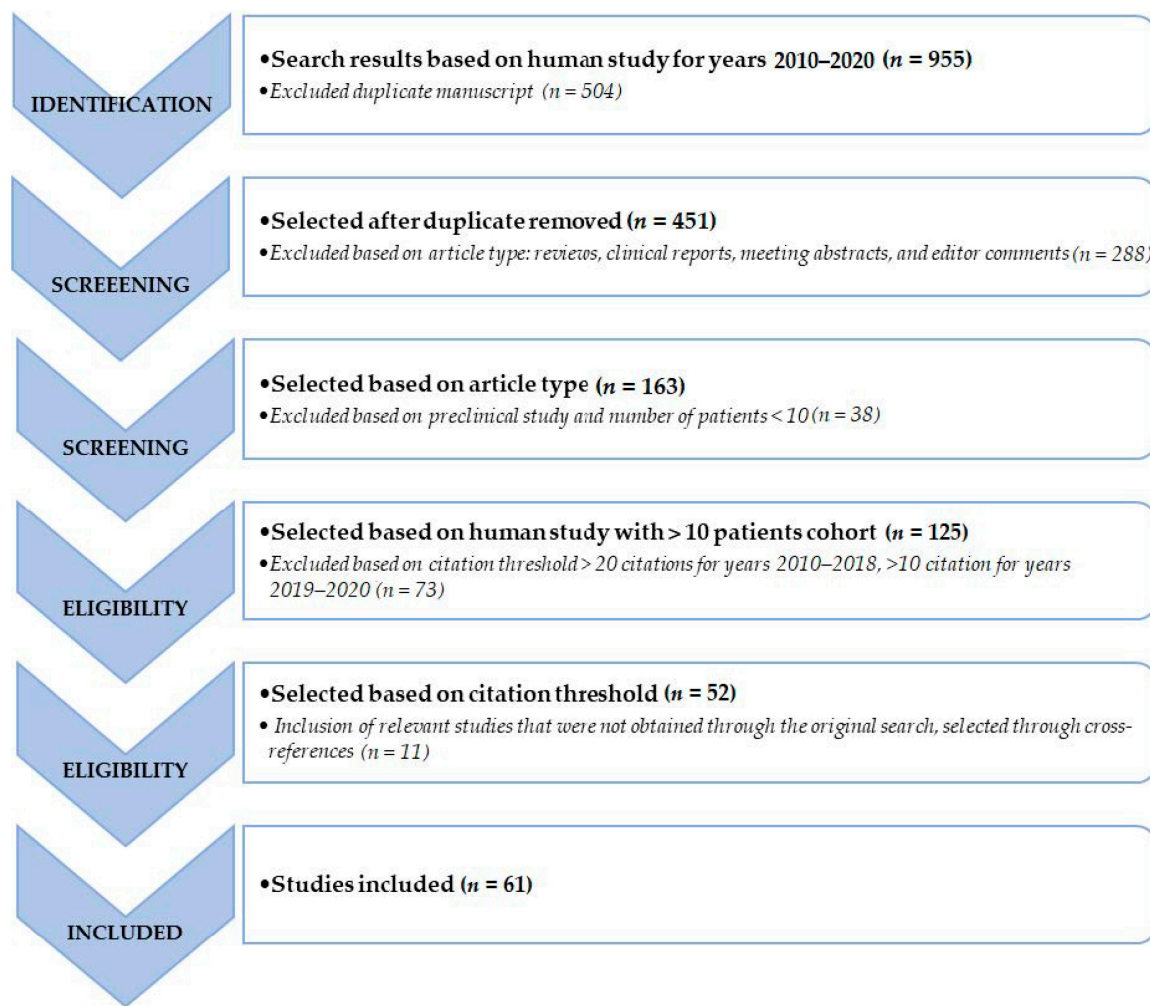 IDENTIFICATION
•Search results based on human study for years 2010–2020 (n = 955)
•Excluded duplicate manuscript (n = 504)
SCREEENING
•Selected after duplicate removed (n = 451)
•Excluded based on article type: reviews, clinical reports, meeting abstracts, and editor comments (n = 288)
SCREENING
•Selected based on article type (n = 163)
•Excluded based on preclinical study and number of patients < 10 (n = 38)
ELIGIBILITY
•Selected based on human study with > 10 patients cohort (n = 125)
•Excluded based on citation threshold > 20 citations for years 2010–2018, >10 citation for years
2019–2020 (n = 73)
ELIGIBILITY
•Selected based on citation threshold (n = 52)
• Inclusion of relevant studies that were not obtained through the original search, selected through cross-
references (n = 11)
INCLUDED
•Studies included (n = 61)